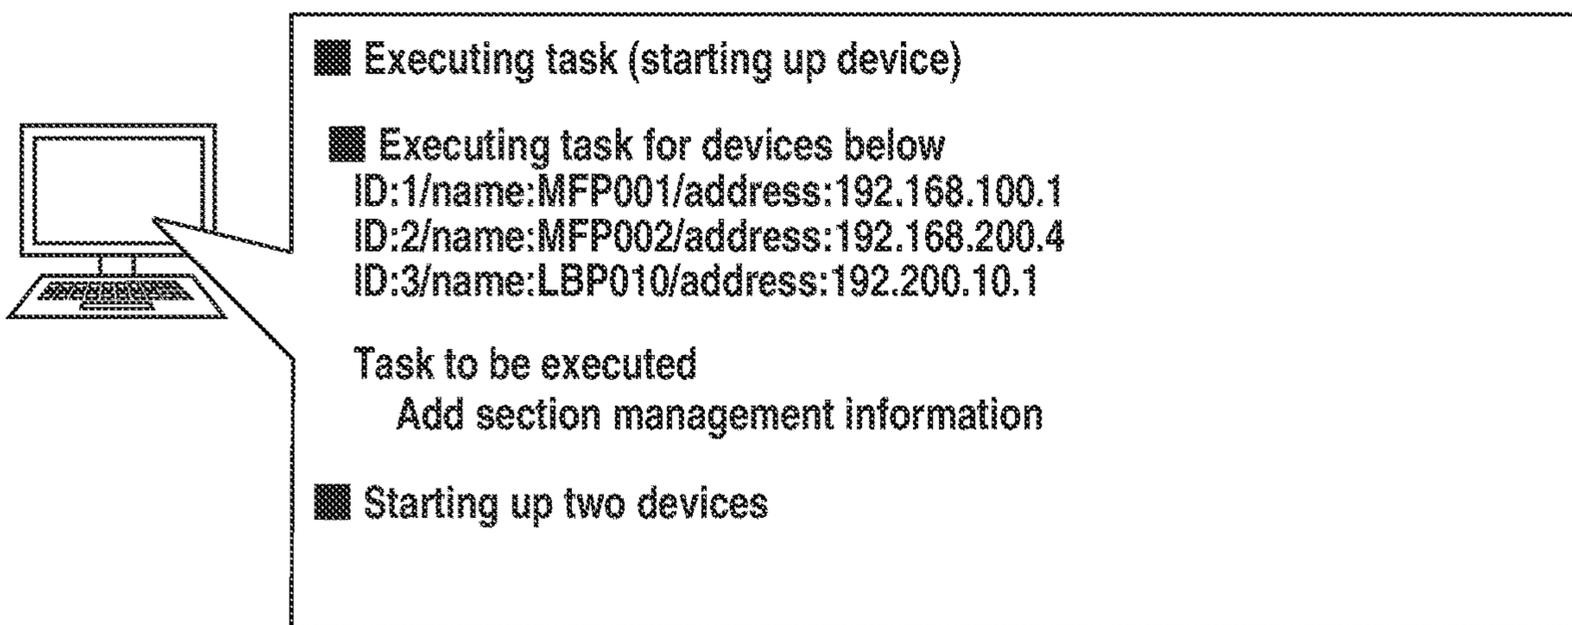 ■ Executing task (starting up device)
■ Executing task for devices below
ID:1/name:MFP001/address:192.168.100.1
ID:2/name:MFP002/address:192.168.200.4
ID:3/name:LBP010/address:192.200.10.1
Task to be executed
Add section management information
■ Starting up two devices